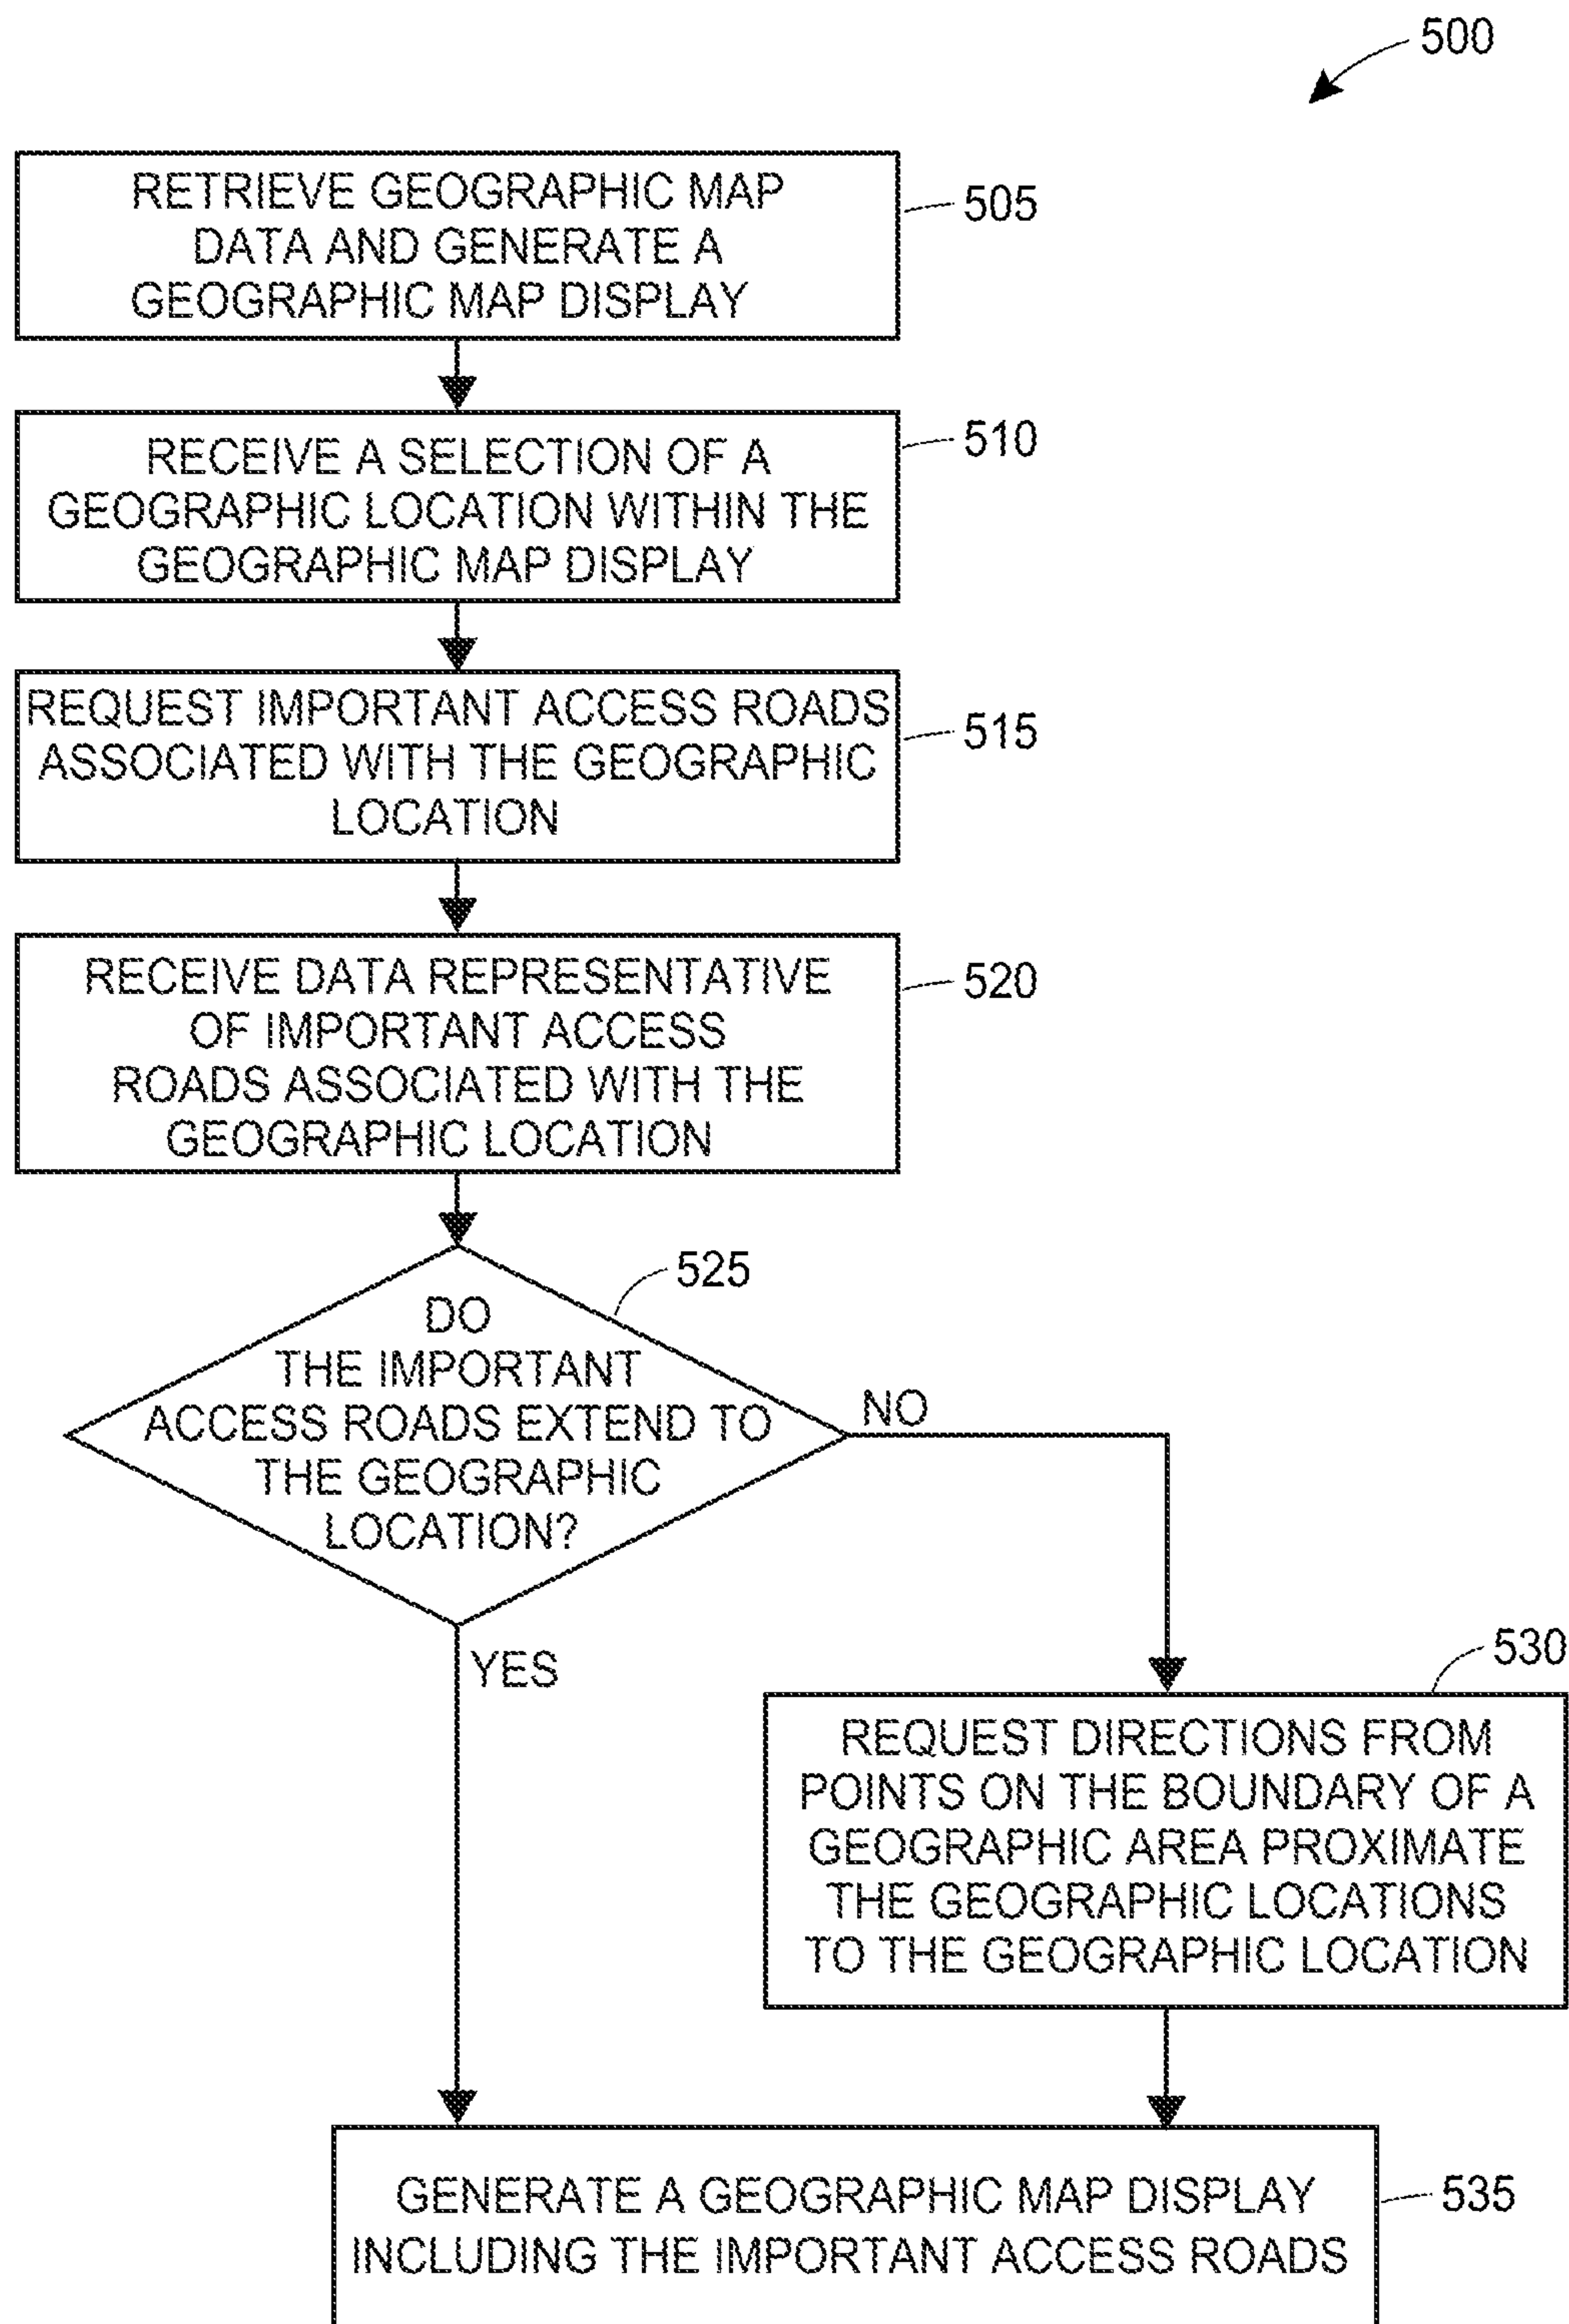 500
RETRIEVE GEOGRAPHIC MAP
DATA AND GENERATE A
GEOGRAPHIC MAP DISPLAY
505
RECEIVE A SELECTION OF A
GEOGRAPHIC LOCATION WITHIN THE
GEOGRAPHIC MAP DISPLAY
510
REQUEST IMPORTANT ACCESS ROADS
ASSOCIATED WITH THE GEOGRAPHIC
LOCATION
515
RECEIVE DATA REPRESENTATIVE
OF IMPORTANT ACCESS
ROADS ASSOCIATED WITH THE
GEOGRAPHIC LOCATION
520
DO
THE IMPORTANT
ACCESS ROADS EXTEND TO
THE GEOGRAPHIC
LOCATION?
525
NO
YES
530
REQUEST DIRECTIONS FROM
POINTS ON THE BOUNDARY OF A
GEOGRAPHIC AREA PROXIMATE
THE GEOGRAPHIC LOCATIONS
TO THE GEOGRAPHIC LOCATION
GENERATE A GEOGRAPHIC MAP DISPLAY
INCLUDING THE IMPORTANT ACCESS ROADS
535